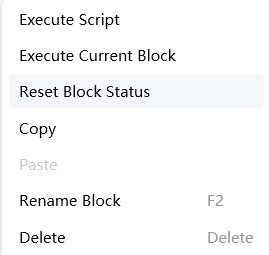 Execute Script
Execute Current Block
Reset Block Status
Copy
Paste
Rename Block F2
Delete Delete